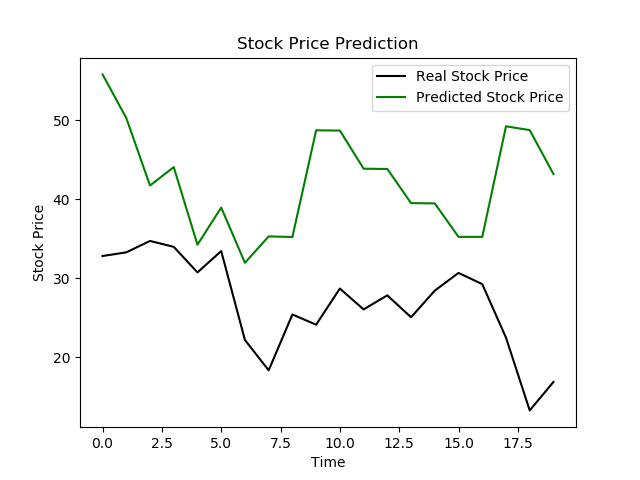 Stock Price Prediction
Real Stock Price
Predicted Stock Price
50
40
30
20
Stock Price
0.0 2.5 5.0 7.5 10.0 12.5 15.0 17.5
Time